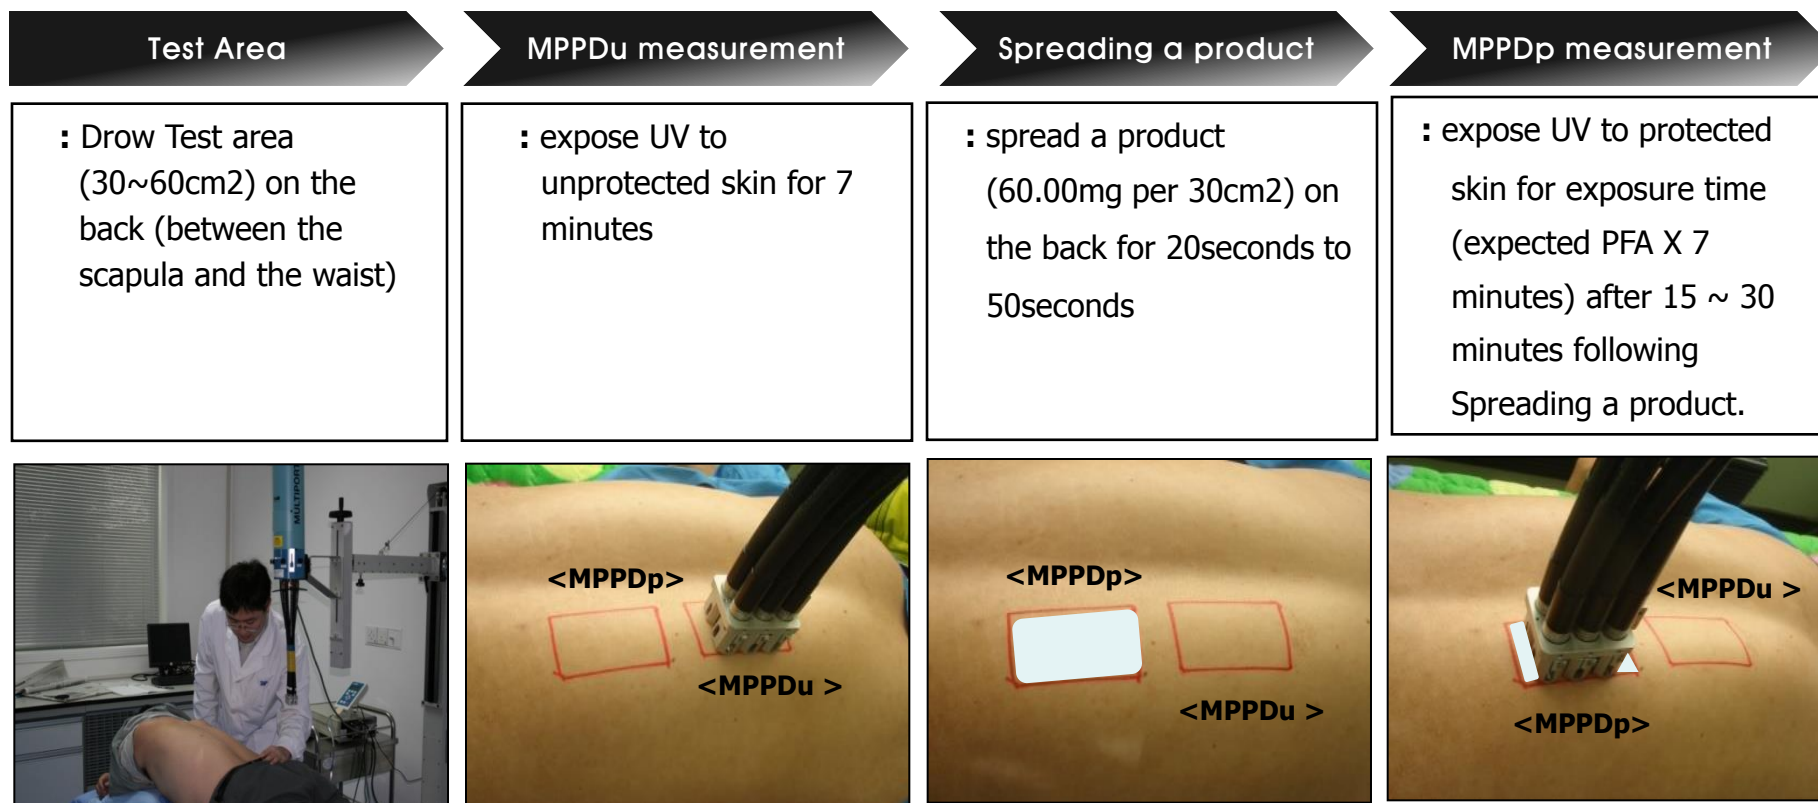 Test Area
MPPDu measurement
Spreading a product
MPPDp measurement
: Drow Test area
(30~60cm2) on the
back (between the
scapula and the waist)
: expose UV to
unprotected skin for 7
minutes
: spread a product
(60.00mg per 30cm2) on
the back for 20seconds to
50seconds
: expose UV to protected
skin for exposure time
(expected PFA X 7
minutes) after 15 ~ 30
minutes following
Spreading a product.
MULTIPORT
<MPPDp>
<MPPDu >
<MPPDp>
<MPPDu >
<MPPDu >
<MPPDp>